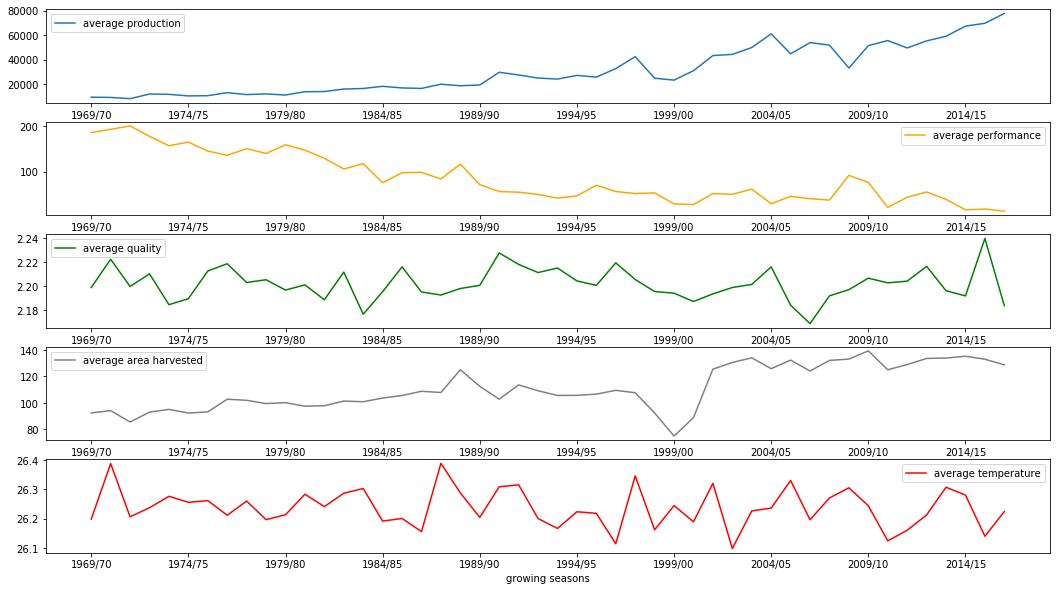 average production
80000
60000
40000
20000
1969/70 1974/75 1979/80 1984/85 1989/90 1994/95 1999/00 2004/05 2009/10 2014/15
average performance
200
100
1969/70 1974/75 1979/80 1984/85 1989/90 1994/95 1999/00 2004/05 2009/10 2014/15
average quality
2.24
2.22
2.20
2.18
1969/70 1974/75 1979/80 1984/85 1989/90 1994/95 1999/00 2004/05 2009/10 2014/15
average area harvested
140
120
100
80
1969/70 1974/75 1979/80 1984/85 1989/90 1994/95 1999/00 2004/05 2009/10 2014/15
average temperature
26.4
26.3
26.2
26.1
1969/70 1974/75 1979/80 1984/85 1989/90 1994/95 1999/00 2004/05 2009/10 2014/15
growing seasons